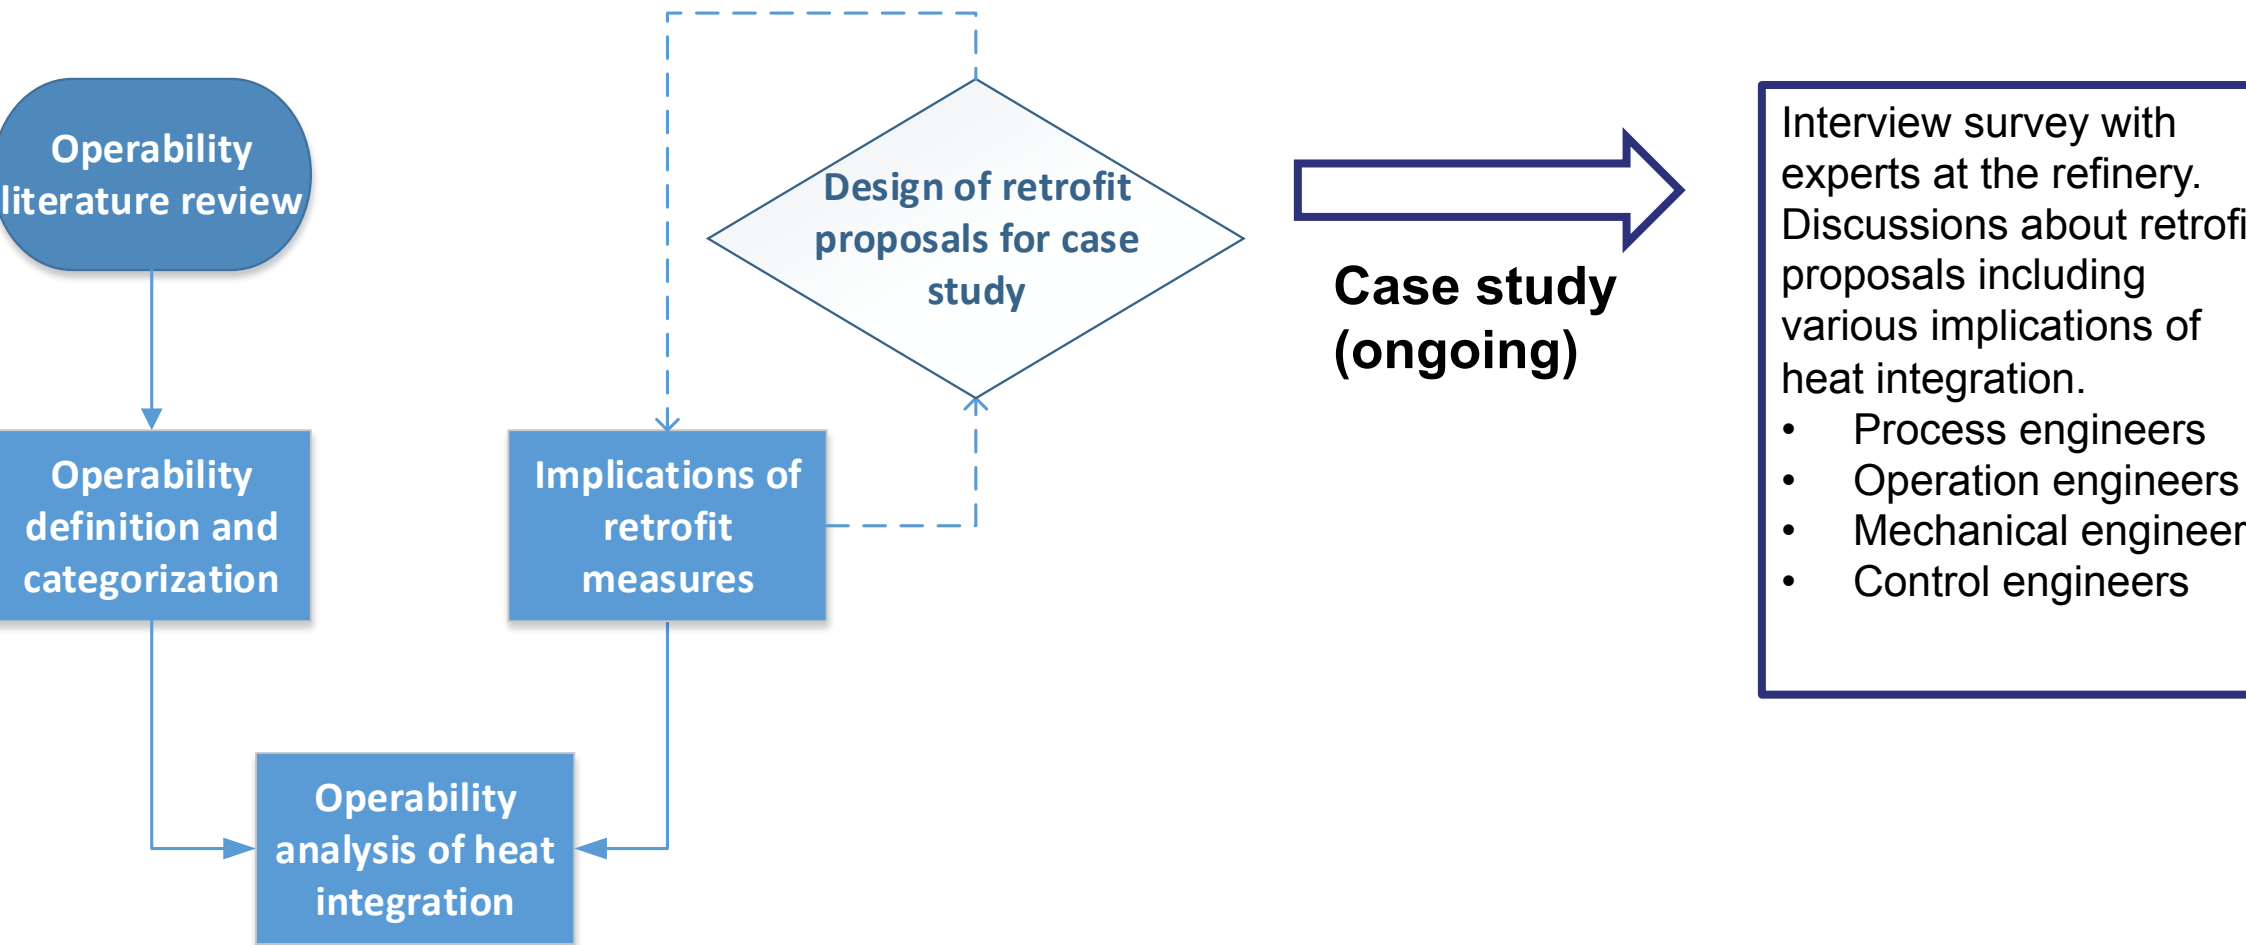 Operability
literature review
Operability
definition and
categorization
Implications of
retrofit
measures
Operability
analysis of heat
integration
Design of retrofit
proposals for case
study
Case study
(ongoing)
Interview survey with
experts at the refinery.
Discussions about
proposals including
various implications of
heat integration.
• Process engineers
• Operation engineers
• Mechanical
• Control engineers